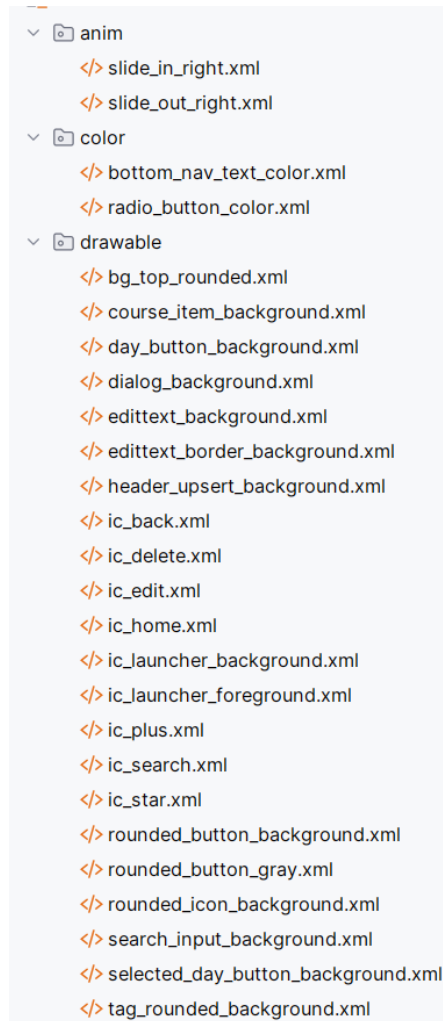 anim
</> slide_in_right.xml
</> slide_out_right.xml
color
</> bottom_nav_text_color.xml
</> radio_button_color.xml
drawable
</> bg_top_rounded.xml
</> course_item_background.xml
</> day_button_background.xml
</> dialog_background.xml
</> edittext_background.xml
</> edittext_border_background.xml
</> header_upsert_background.xml
</> ic_back.xml
</> ic_delete.xml
</> ic_edit.xml
</> ic_home.xml
</> ic_launcher_background.xml
</> ic_launcher_foreground.xml
</> ic_plus.xml
</> ic_search.xml
</> ic_star.xml
</> rounded_button_background.xml
</> rounded_button_gray.xml
</> rounded_icon_background.xml
</> search_input_background.xml
</> selected_day_button_background.xml
</> tag_rounded_background.xml